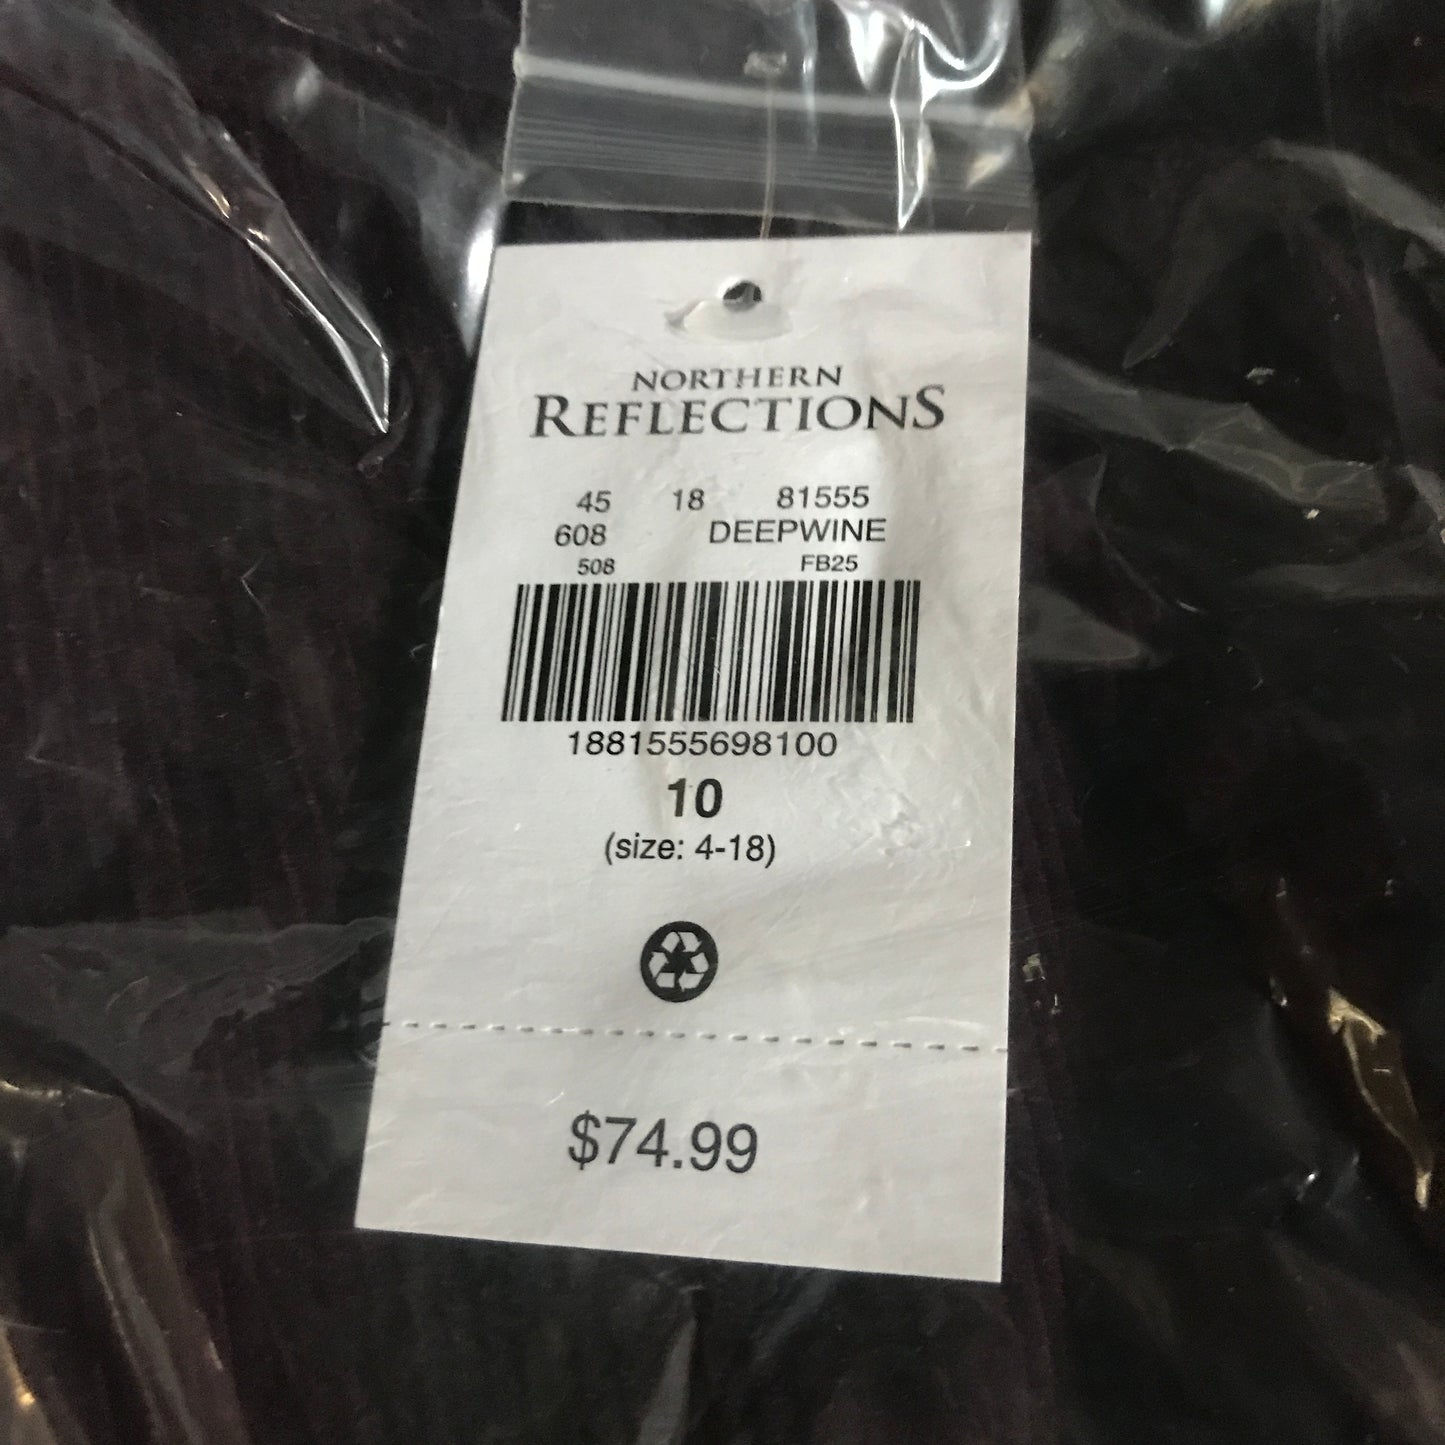 NORTHERN
REFLECTIONS
45 18 81555
608 DEEPWINE
508 FB25
1881555698100
10
(size: 4-18)
$74.99